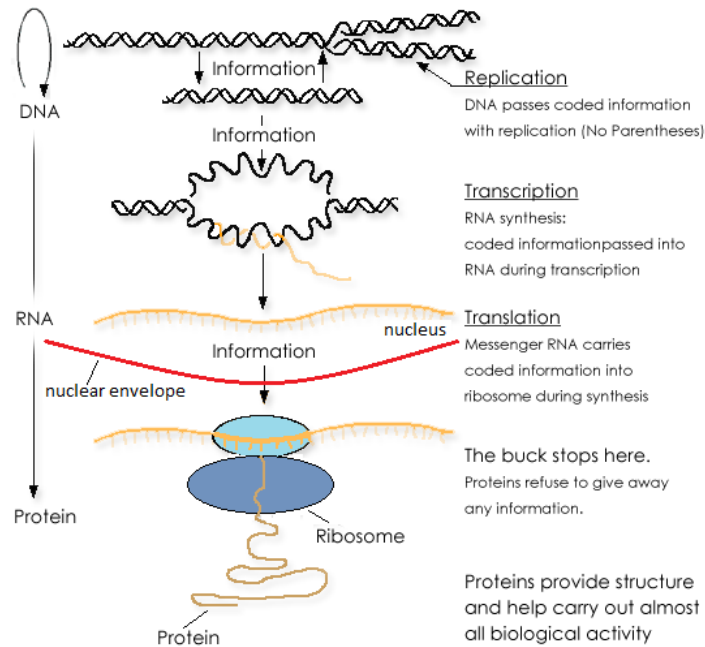 DNA
RNA
Protein
Information
Information
Information
nucleus
nuclear envelope
Ribosome
Protein
Replication
DNA passes coded information
with replication (No Parentheses)
Transcription
RNA synthesis:
coded informationpassed into
RNA during transcription
Translation
Messenger RNA carries
coded information into
ribosome during synthesis
The buck stops here.
Proteins refuse to give away
any information.
Proteins provide structure
and help carry out almost
all biological activity